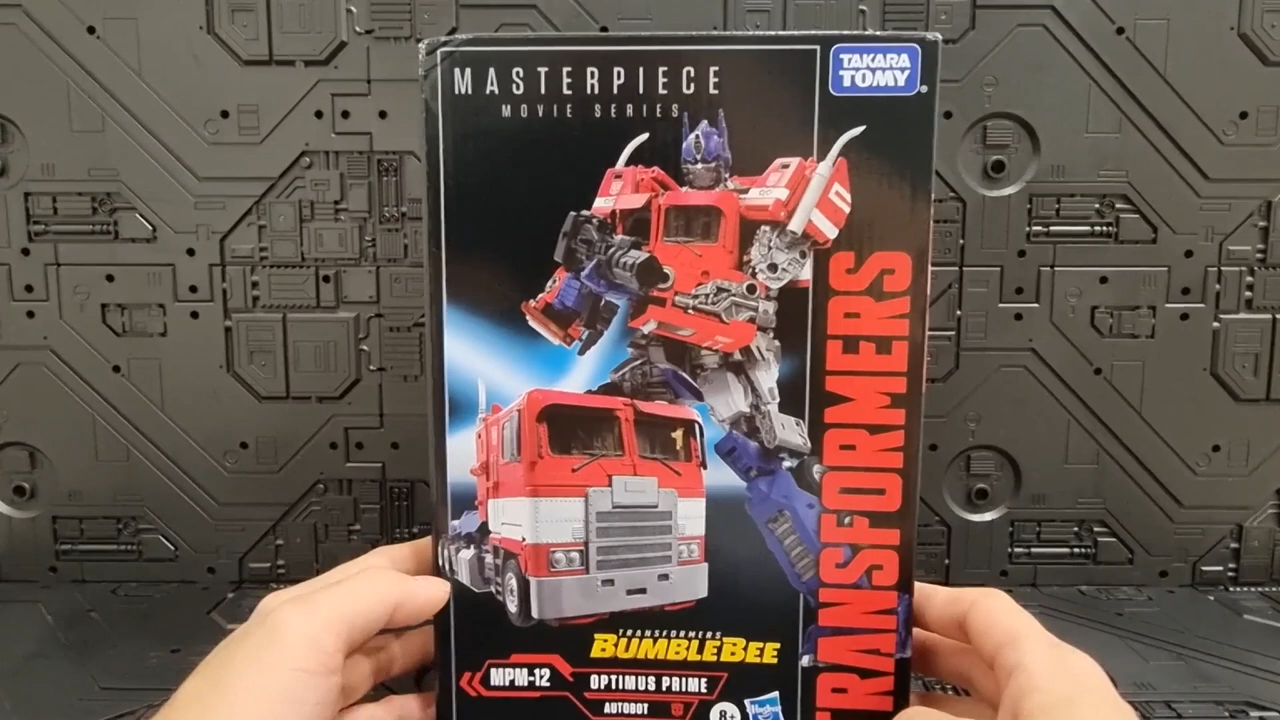 MASTERPIECE
MOVIE SERIES
TAKARA
TOMY
TRANSFORMERS
TRANSFORMERS
BUMBLEBEE
MPM-12
OPTIMUS PRIME
AUTOBOT
8+
Hasbro